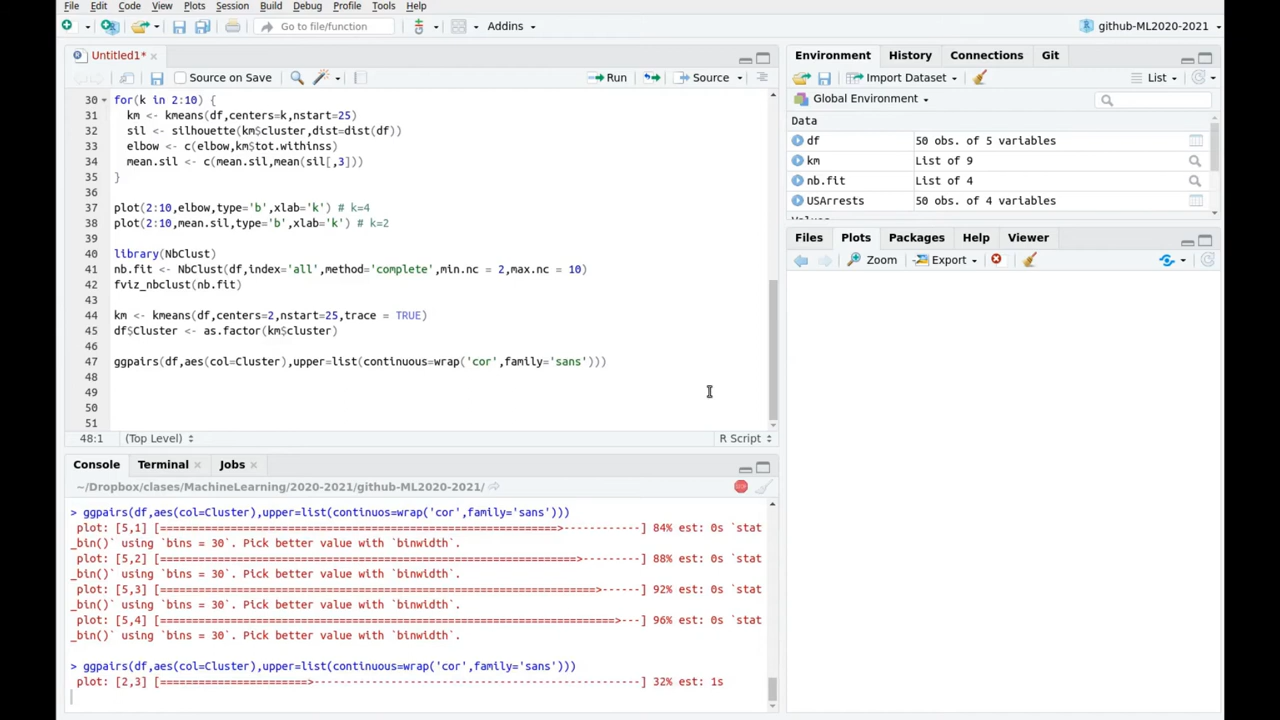 File Edit Code View Plots Session Build Debug Profile Tools Help
Go to file/function Addins github-ML2020-2021
Untitled1*
Source on Save Run Source
30 for(k in 2:10) {
31 km <- kmeans(df,centers=k,nstart=25)
32 sil <- silhouette(km$cluster,dist=dist(df))
33 elbow <- c(elbow,km$tot.withinss)
34 mean.sil <- c(mean.sil,mean(sil[,3]))
35 }
36
37 plot(2:10,elbow,type='b',xlab='k') # k=4
38 plot(2:10,mean.sil,type='b',xlab='k') # k=2
39
40 library(NbClust)
41 nb.fit <- NbClust(df,index='all',method='complete',min.nc = 2,max.nc = 10)
42 fviz_nbclust(nb.fit)
43
44 km <- kmeans(df,centers=2,nstart=25,trace = TRUE)
45 df$Cluster <- as.factor(km$cluster)
46
47 ggpairs(df,aes(col=Cluster),upper=list(continuous=wrap('cor',family='sans')))
48
49
50
51
48:1 (Top Level) R Script
Console Terminal Jobs
~/Dropbox/clases/MachineLearning/2020-2021/github-ML2020-2021/
> ggpairs(df,aes(col=Cluster),upper=list(continuos=wrap('cor',family='sans')))
plot: [5,1] [====================================================>------------] 84% est: 0s `stat
_bin()` using `bins = 30`. Pick better value with `binwidth`.
plot: [5,2] [=======================================================>---------] 88% est: 0s `stat
_bin()` using `bins = 30`. Pick better value with `binwidth`.
plot: [5,3] [==========================================================>------] 92% est: 0s `stat
_bin()` using `bins = 30`. Pick better value with `binwidth`.
plot: [5,4] [=============================================================>---] 96% est: 0s `stat
_bin()` using `bins = 30`. Pick better value with `binwidth`.
> ggpairs(df,aes(col=Cluster),upper=list(continuous=wrap('cor',family='sans')))
plot: [2,3] [====================>--------------------------------------------] 32% est: 1s
Environment History Connections Git
Import Dataset List
Global Environment
Data
df 50 obs. of 5 variables
km List of 9
nb.fit List of 4
USArrests 50 obs. of 4 variables
Files Plots Packages Help Viewer
Zoom Export